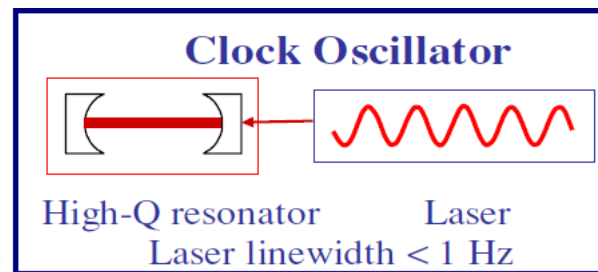 Clock Oscillator
High-Q resonator Laser
Laser linewidth < 1 Hz